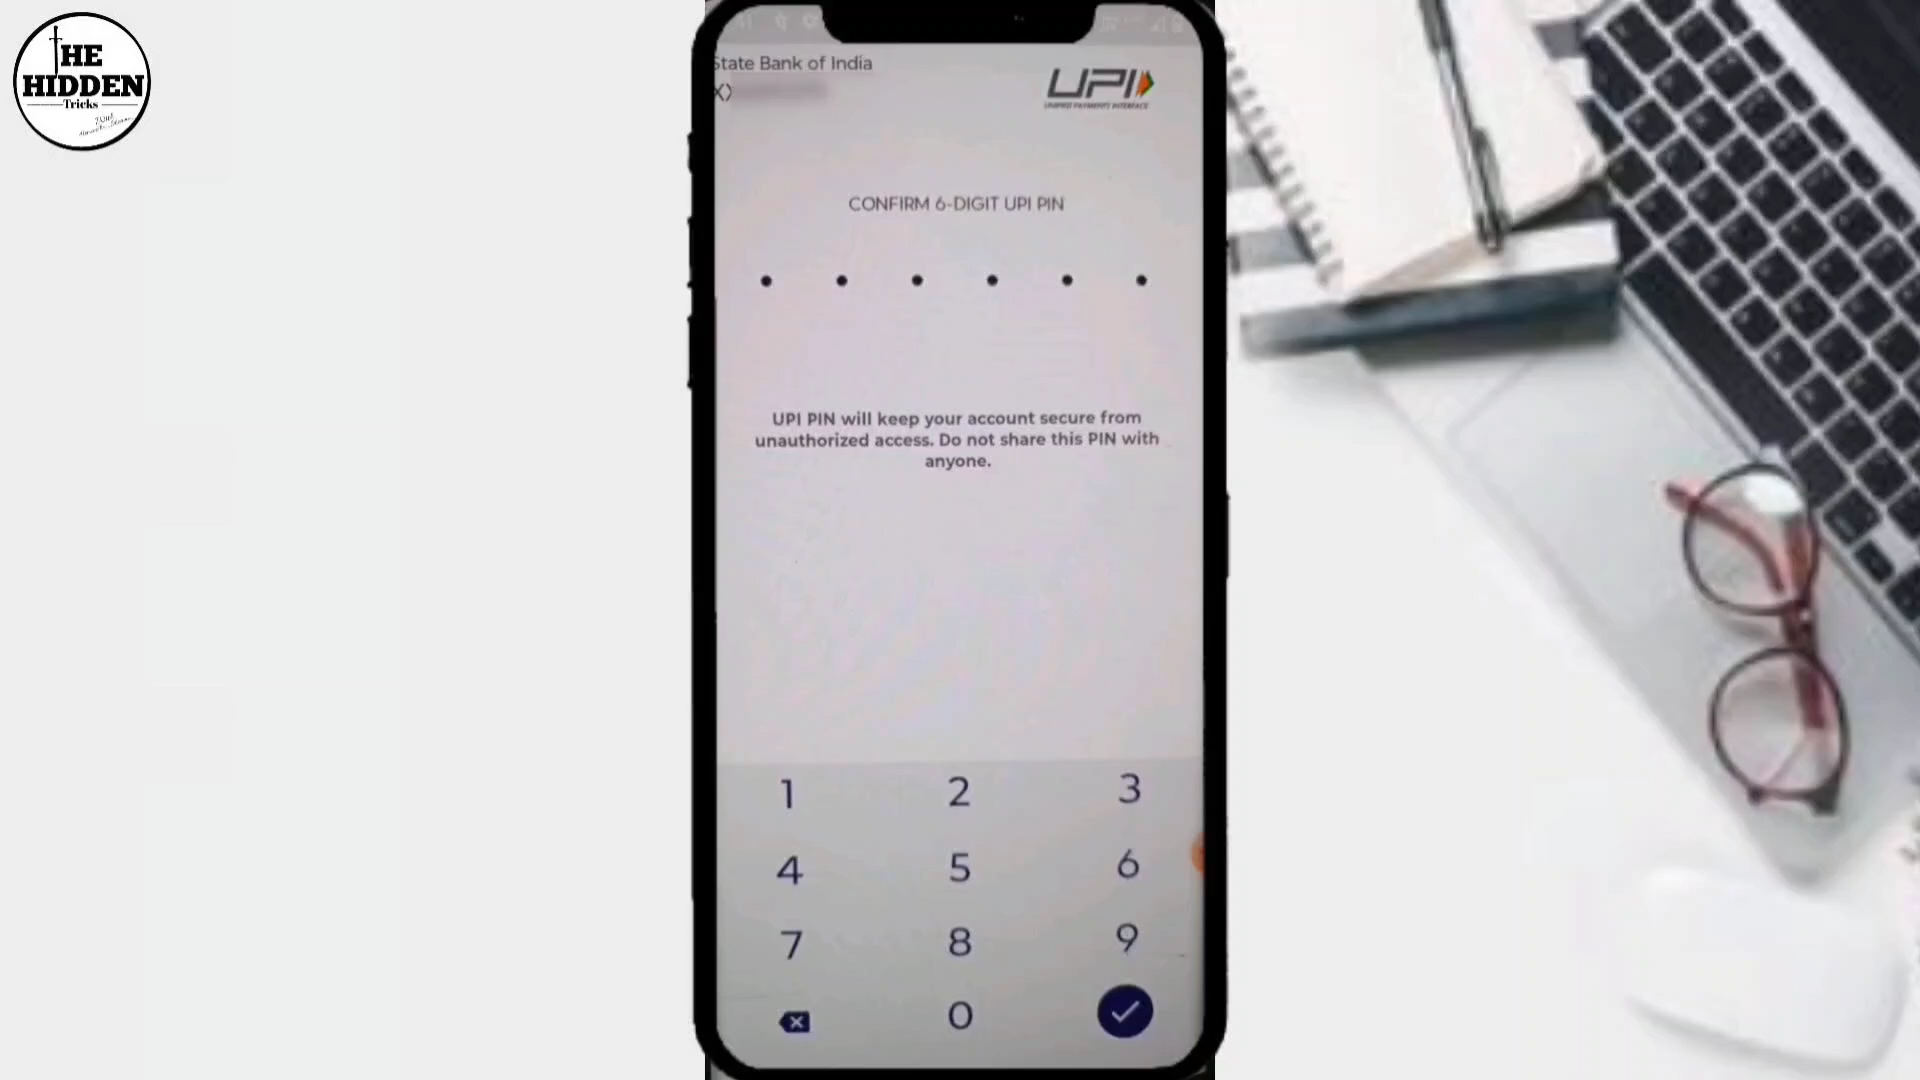 THE
HIDDEN
Tricks
State Bank of India
UPI
UNIFIED PAYMENTS INTERFACE
CONFIRM 6-DIGIT UPI PIN
UPI PIN will keep your account secure from
unauthorized access. Do not share this PIN with
anyone.
1 2 3
4 5 6
7 8 9
0